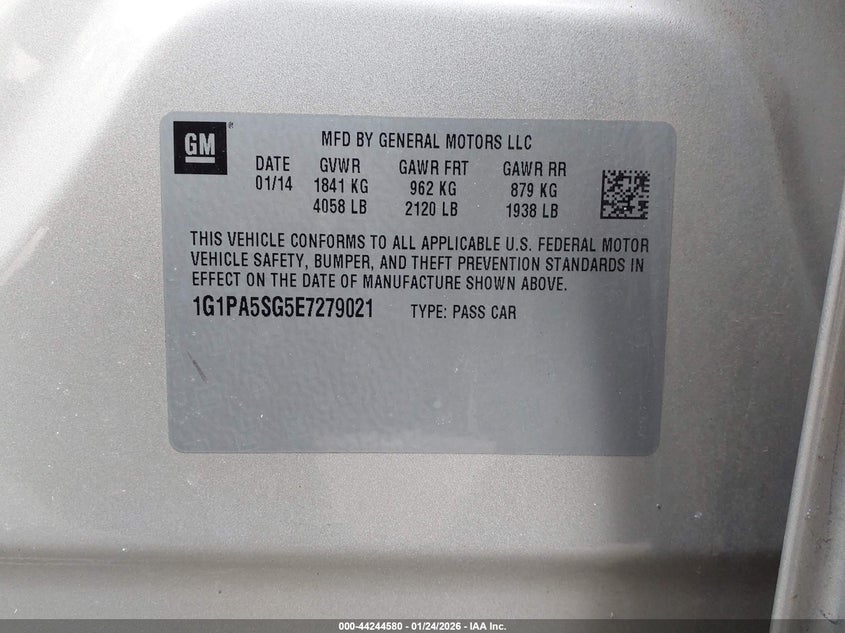 GM
MFD BY GENERAL MOTORS LLC
DATE GVWR GAWR FRT GAWR RR
01/14 1841 KG 962 KG 879 KG
4058 LB 2120 LB 1938 LB
THIS VEHICLE CONFORMS TO ALL APPLICABLE U.S. FEDERAL MOTOR
VEHICLE SAFETY, BUMPER, AND THEFT PREVENTION STANDARDS IN
EFFECT ON THE DATE OF MANUFACTURE SHOWN ABOVE.
1G1PA5SG5E7279021 TYPE: PASS CAR
000-44244580 - 01/24/2026 - IAA Inc.